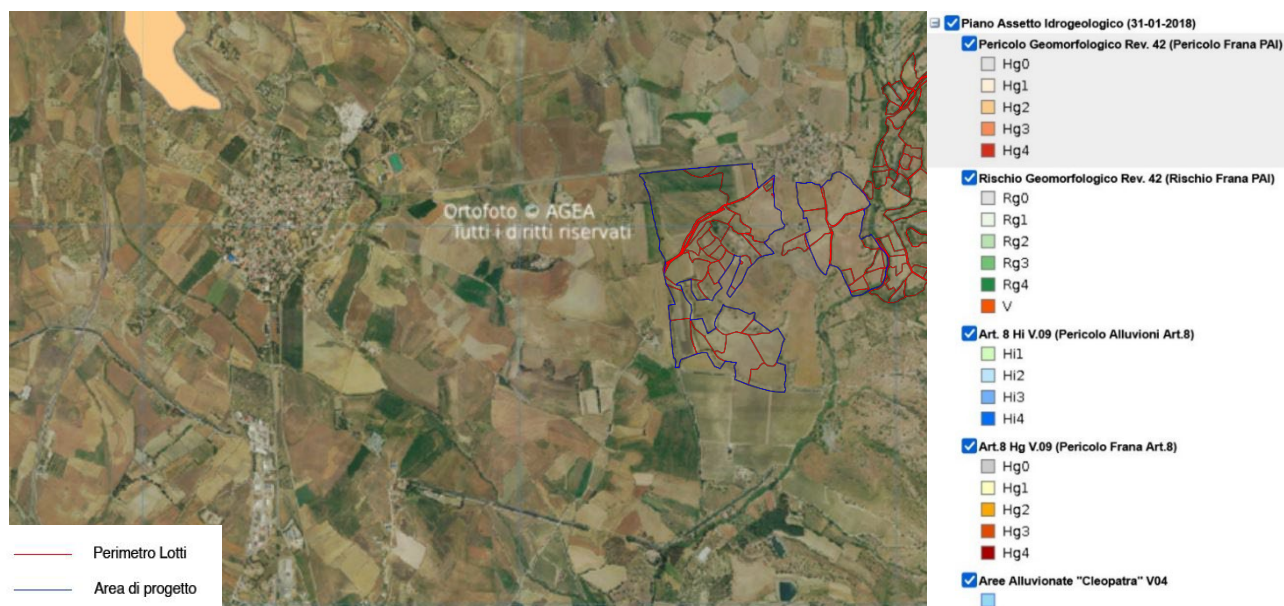 Ortofoto © AGEA
Tutti i diritti riservati
Perimetro Lotti
Area di progetto
Piano Assetto Idrogeologico (31-01-2018)
Pericolo Geomorfologico Rev. 42 (Pericolo Frana PAI)
Hg0
Hg1
Hg2
Hg3
Hg4
Rischio Geomorfologico Rev. 42 (Rischio Frana PAI)
Rg0
Rg1
Rg2
Rg3
Rg4
V
Art. 8 Hi V.09 (Pericolo Alluvioni Art.8)
Hi1
Hi2
Hi3
Hi4
Art.8 Hg V.09 (Pericolo Frana Art.8)
Hg0
Hg1
Hg2
Hg3
Hg4
Aree Alluvionate "Cleopatra" V04